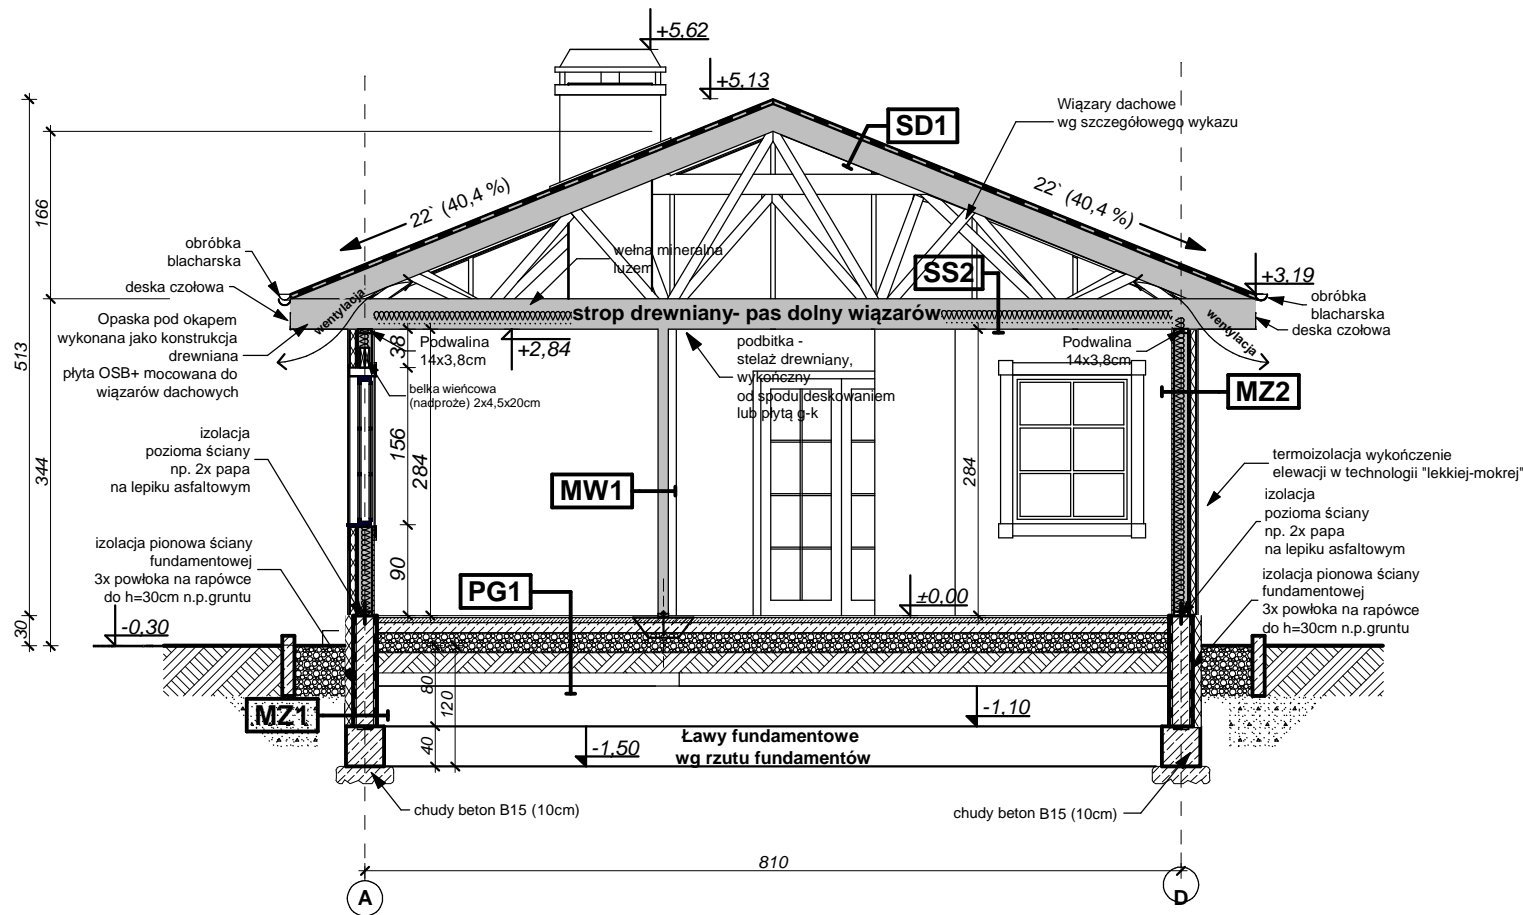 +5,62
+5,13
SD1
Wiązary dachowe
wg szczegółowego wykazu
22` (40,4 %)
22` (40,4 %)
166
513
344
30
obróbka
blacharska
deska czołowa
wentylacja
wełna mineralna
luzem
SS2
+3,19
obróbka
blacharska
deska czołowa
wentylacja
Opaska pod okapem
wykonana jako konstrukcja
drewniana
płyta OSB+ mocowana do
wiązarów dachowych
strop drewniany- pas dolny wiązarów
38
Podwalina
14x3,8cm
+2,84
podbitka -
stelaż drewniany,
wykończny
od spodu deskowaniem
lub płytą g-k
Podwalina
14x3,8cm
belka wieńcowa
(nadproże) 2x4,5x20cm
MZ2
izolacja
pozioma ściany
np. 2x papa
na lepiku asfaltowym
156
284
90
MW1
284
termoizolacja wykończenie
elewacji w technologii "lekkiej-mokrej"
izolacja
pozioma ściany
np. 2x papa
na lepiku asfaltowym
izolacja pionowa ściany
fundamentowej
3x powłoka na rapówce
do h=30cm n.p.gruntu
izolacja pionowa ściany
fundamentowej
3x powłoka na rapówce
do h=30cm n.p.gruntu
PG1
±0,00
-0,30
80
120
40
MZ1
-1,10
-1,50
Ławy fundamentowe
wg rzutu fundamentów
chudy beton B15 (10cm)
chudy beton B15 (10cm)
810
A
D